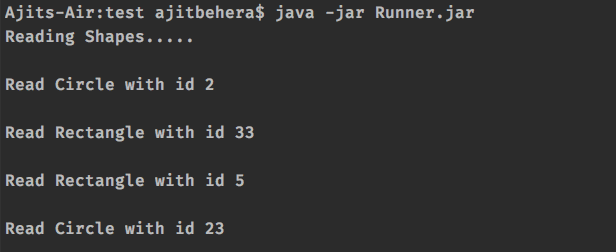 Ajits-Air:test ajitbehera$ java -jar Runner.jar
Reading Shapes.....
Read Circle with id 2
Read Rectangle with id 33
Read Rectangle with id 5
Read Circle with id 23